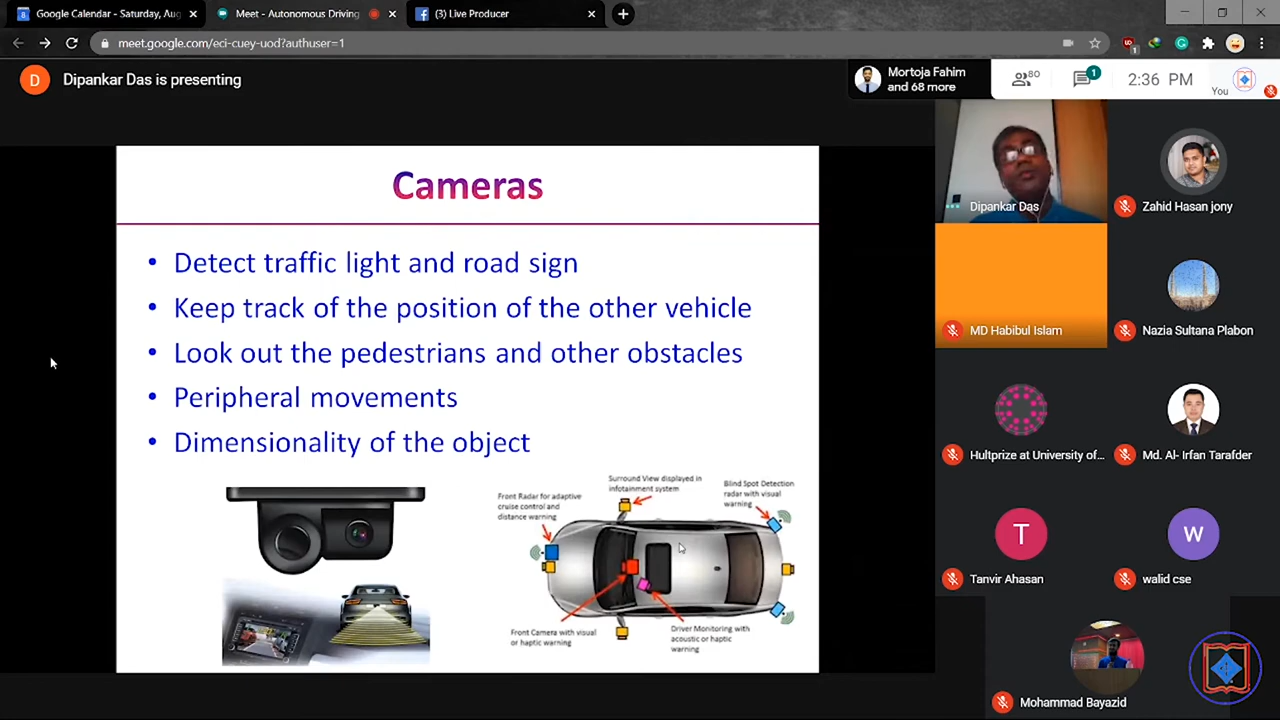 Google Calendar - Saturday, Aug
Meet - Autonomous Driving
(3) Live Producer
meet.google.com/eci-cuey-uod?authuser=1
D
Dipankar Das is presenting
Mortoja Fahim
and 68 more
80
1
2:36 PM
You
Cameras
• Detect traffic light and road sign
• Keep track of the position of the other vehicle
• Look out the pedestrians and other obstacles
• Peripheral movements
• Dimensionality of the object
Front Radar for adaptive
cruise control and
distance warning
Surround View displayed in
infotainment system
Blind Spot Detection
radar with visual
warning
Front Camera with visual
or haptic warning
Driver Monitoring with
acoustic or haptic
warning
Dipankar Das
Zahid Hasan jony
MD Habibul Islam
Nazia Sultana Plabon
Hultprize at University of...
Md. Al- Irfan Tarafder
T
Tanvir Ahasan
W
walid cse
Mohammad Bayazid